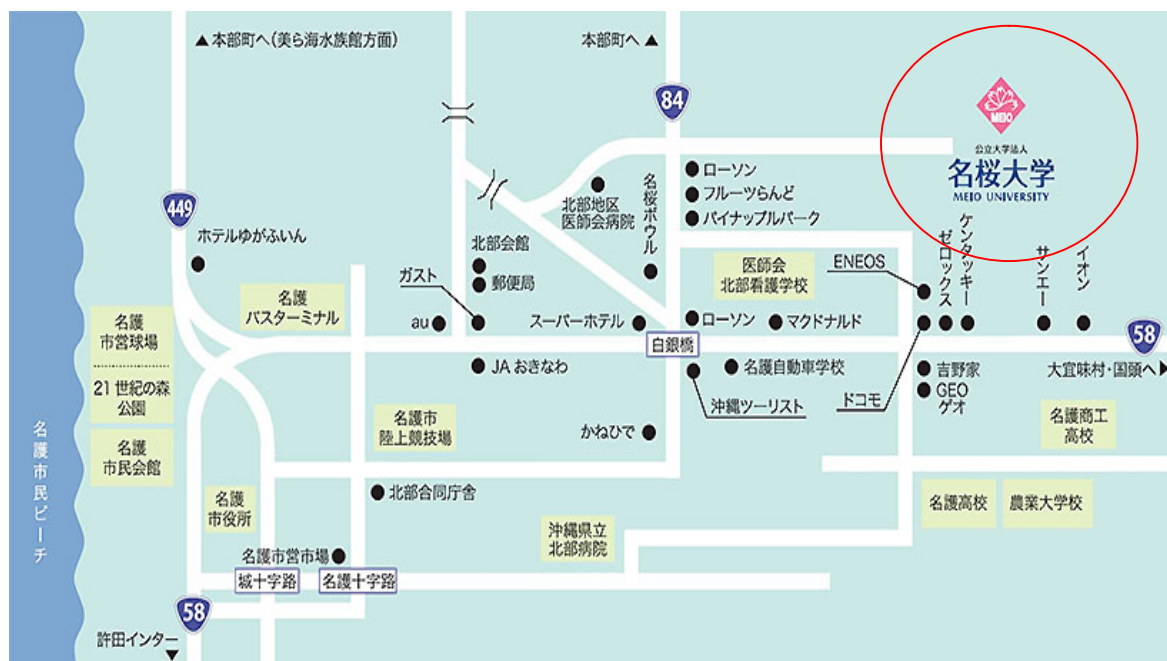 ▲本部町へ(美ら海水族館方面)
本部町へ▲
84
MEIO
公立大学法人
名桜大学
MEIO UNIVERSITY
ローソン
フルーツらんど
パイナップルパーク
名桜ボウル
北部地区
医師会病院
449
ホテルゆがふいん
北部会館
郵便局
ガスト
医師会
北部看護学校
ENEOS
ゼロックス
ケンタッキー
サンエー
イオン
名護
バスターミナル
名護
市営球場
21世紀の森
公園
名護
市民会館
au
スーパーホテル
ローソン
マクドナルド
白銀橋
58
大宜味村・国頭へ▶
JAおきなわ
名護自動車学校
吉野家
GEO
ゲオ
沖縄ツーリスト
ドコモ
名護商工
高校
名護市
陸上競技場
かねひで
名護市民ビーチ
名護
市役所
北部合同庁舎
沖縄県立
北部病院
名護高校
農業大学校
名護市営市場
城十字路
名護十字路
58
許田インター
▼